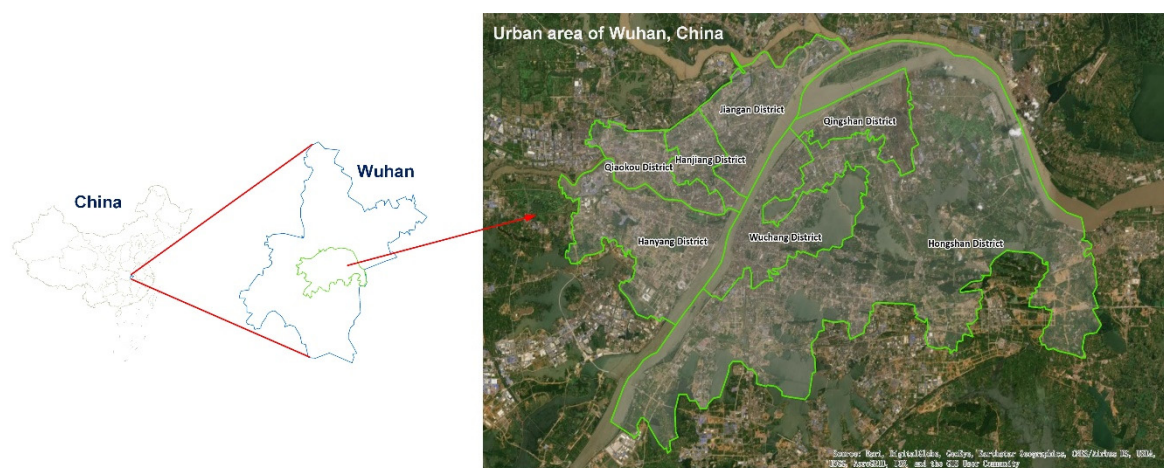 China
Wuhan
Urban area of Wuhan, China
Jiangan District
Qingshan District
Hanjiang District
Qiaokou District
Hanyang District
Wuchang District
Hongshan District
Source: Esri, DigitalGlobe, GeoEye, Earthstar Geographics, CNES/Airbus DS, USDA,
USGS, AeroGRID, IGN, and the GIS User Community